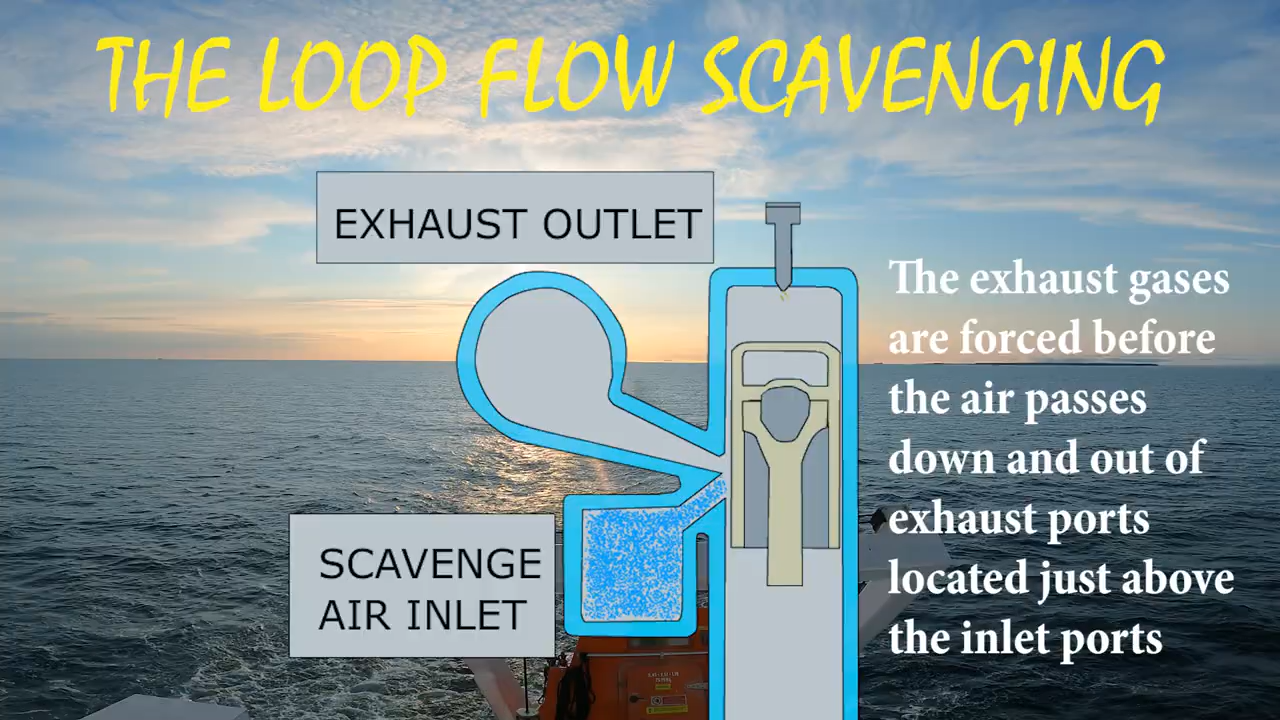 THE LOOP FLOW SCAVENGING
EXHAUST OUTLET
The exhaust gases
are forced before
the air passes
down and out of
exhaust ports
located just above
the inlet ports
SCAVENGE
AIR INLET